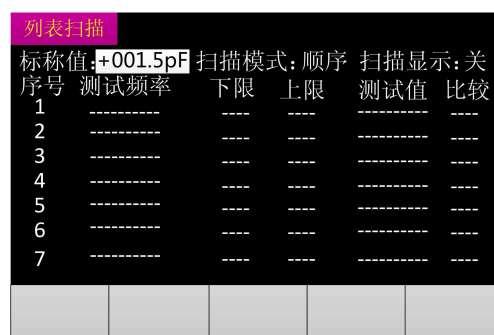 列表扫描
标称值:+001.5pF 扫描模式:顺序 扫描显示:关
序号 测试频率 下限 上限 测试值 比较
1 ---------- ---- ---- ---------- ----
2 ---------- ---- ---- ---------- ----
3 ---------- ---- ---- ---------- ----
4 ---------- ---- ---- ---------- ----
5 ---------- ---- ---- ---------- ----
6 ---------- ---- ---- ---------- ----
7 ---------- ---- ---- ---------- ----